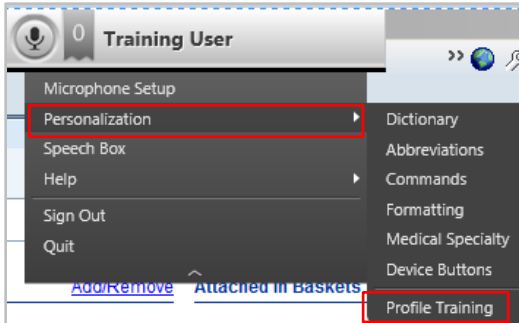 0 Training User
»
Microphone Setup
Personalization
Speech Box
Help
Sign Out
Quit
Dictionary
Abbreviations
Commands
Formatting
Medical Specialty
Device Buttons
Profile Training
Add/Remove Attached In Baskets